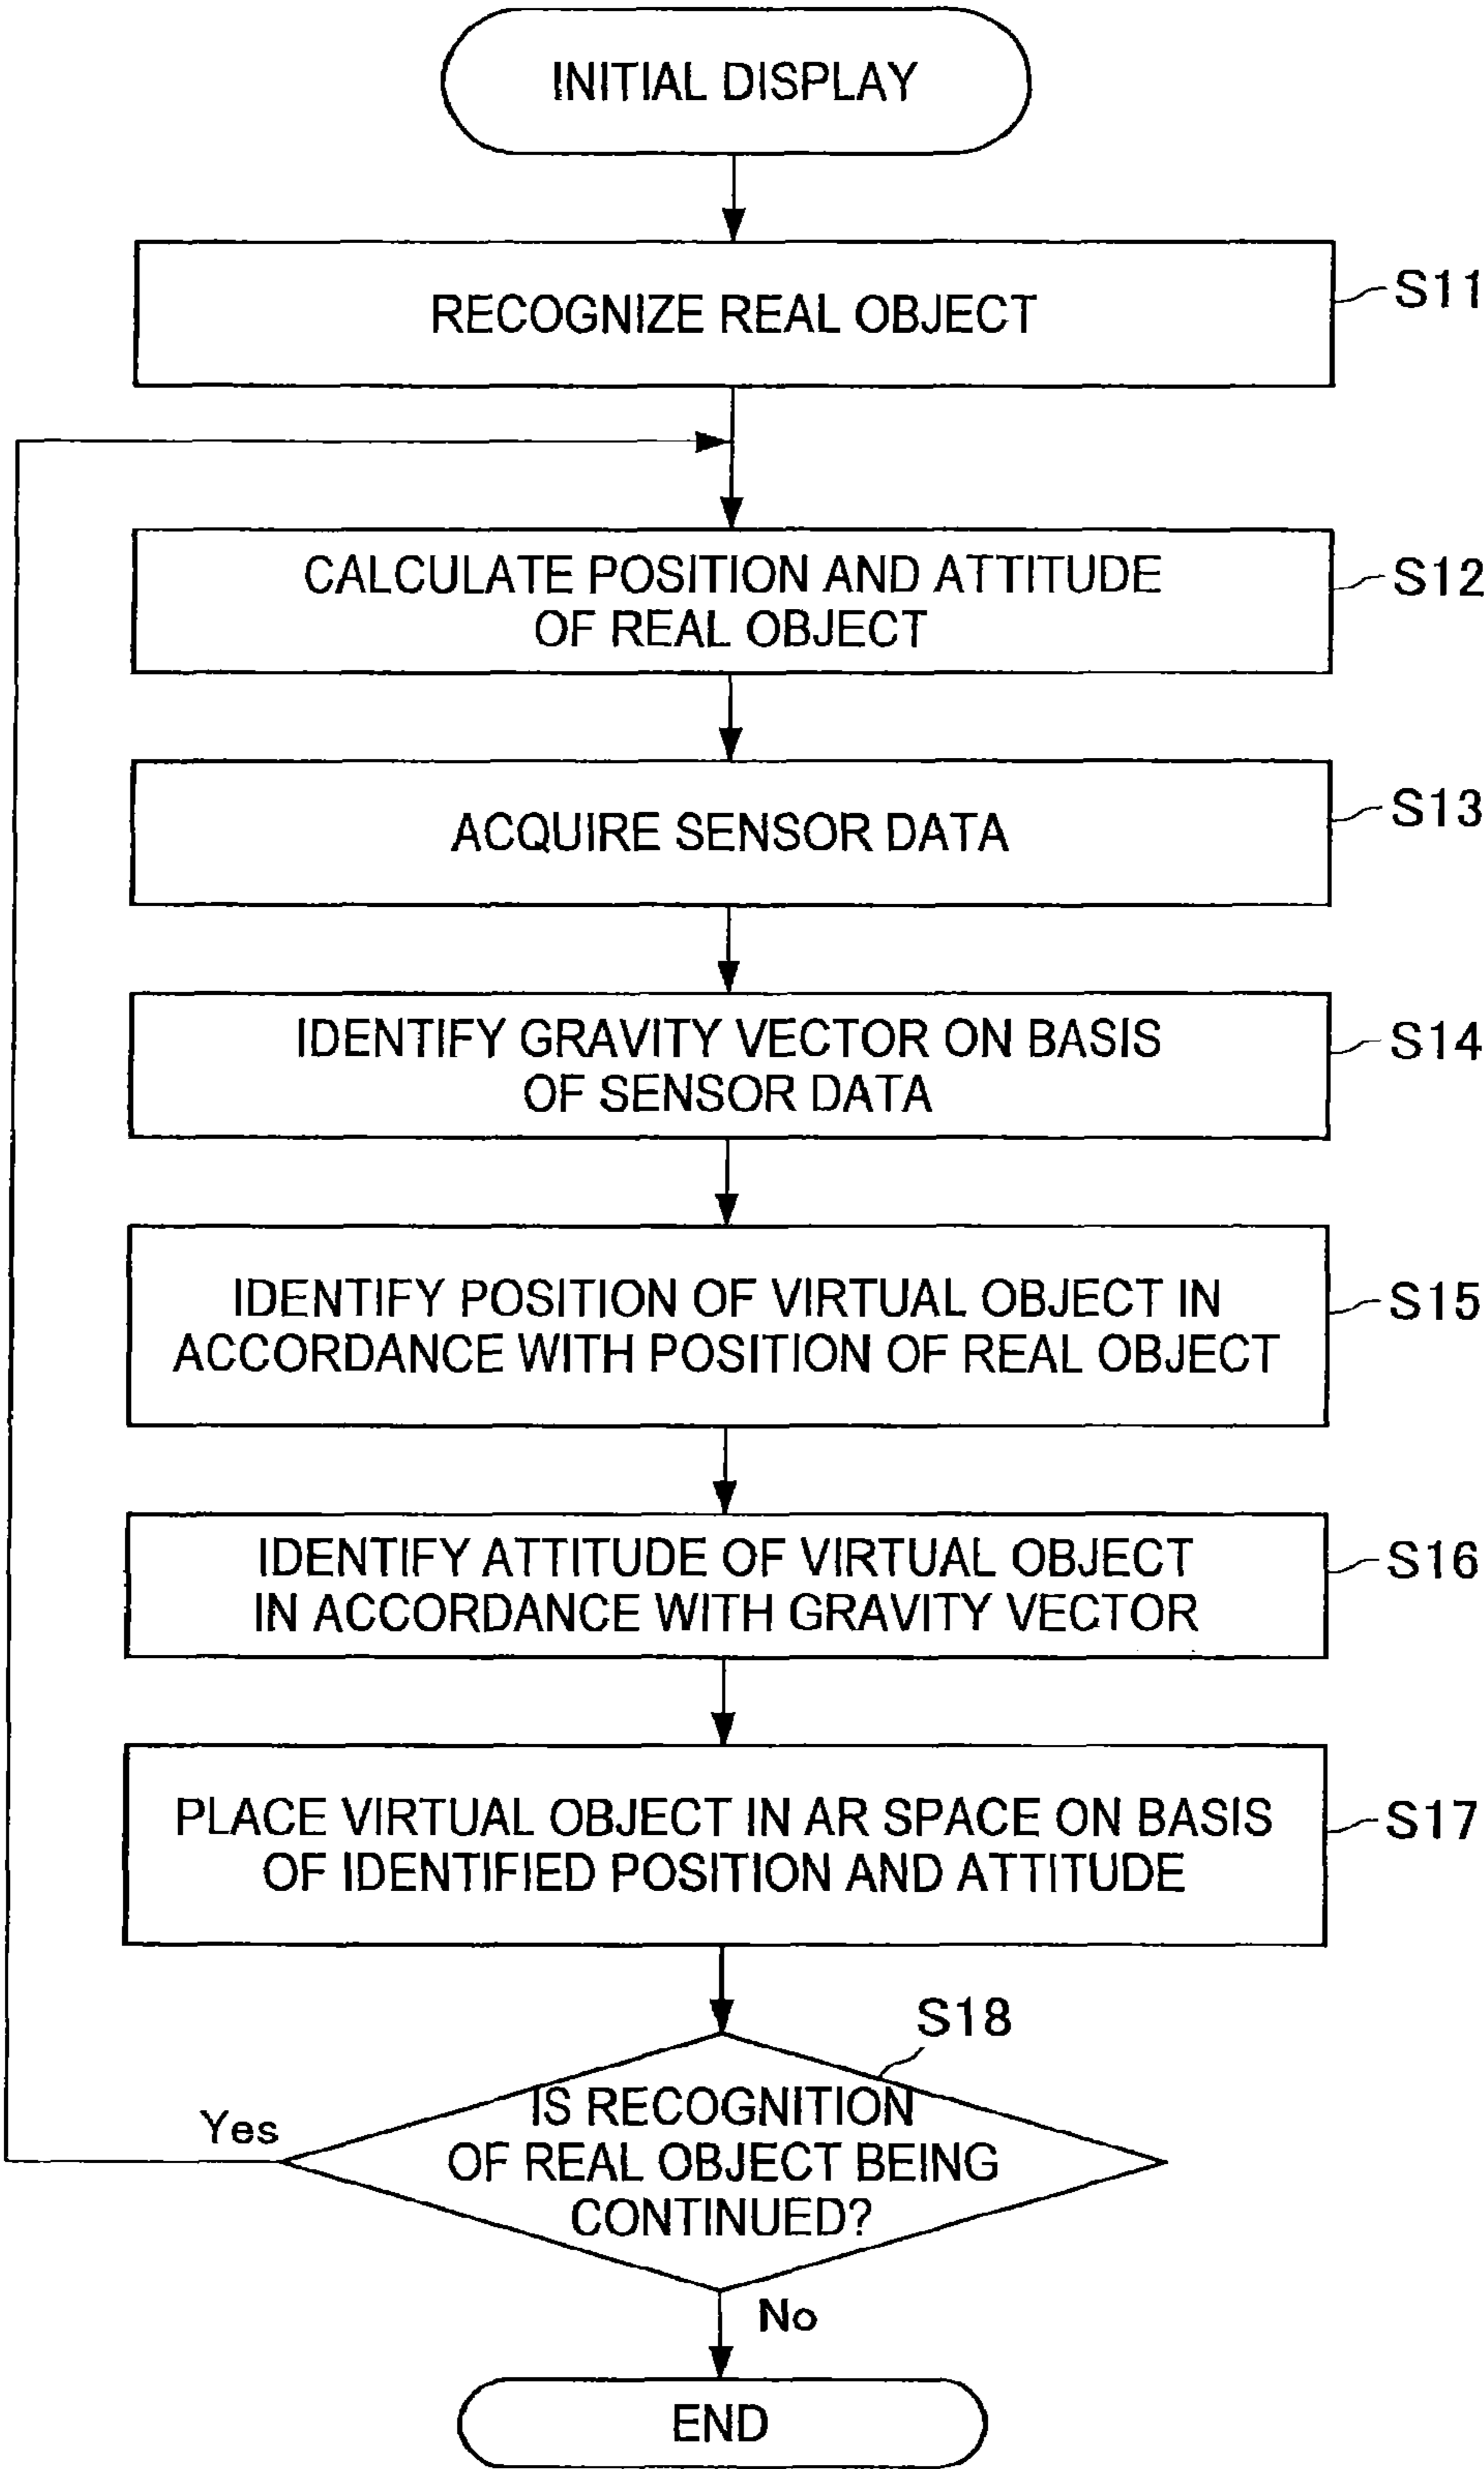 INITIAL DISPLAY
RECOGNIZE REAL OBJECT
S11
CALCULATE POSITION AND ATTITUDE
OF REAL OBJECT
S12
ACQUIRE SENSOR DATA
S13
IDENTIFY GRAVITY VECTOR ON BASIS
OF SENSOR DATA
S14
IDENTIFY POSITION OF VIRTUAL OBJECT IN
ACCORDANCE WITH POSITION OF REAL OBJECT
S15
IDENTIFY ATTITUDE OF VIRTUAL OBJECT
IN ACCORDANCE WITH GRAVITY VECTOR
S16
PLACE VIRTUAL OBJECT IN AR SPACE ON BASIS
OF IDENTIFIED POSITION AND ATTITUDE
S17
S18
IS RECOGNITION
OF REAL OBJECT BEING
CONTINUED?
Yes
No
END